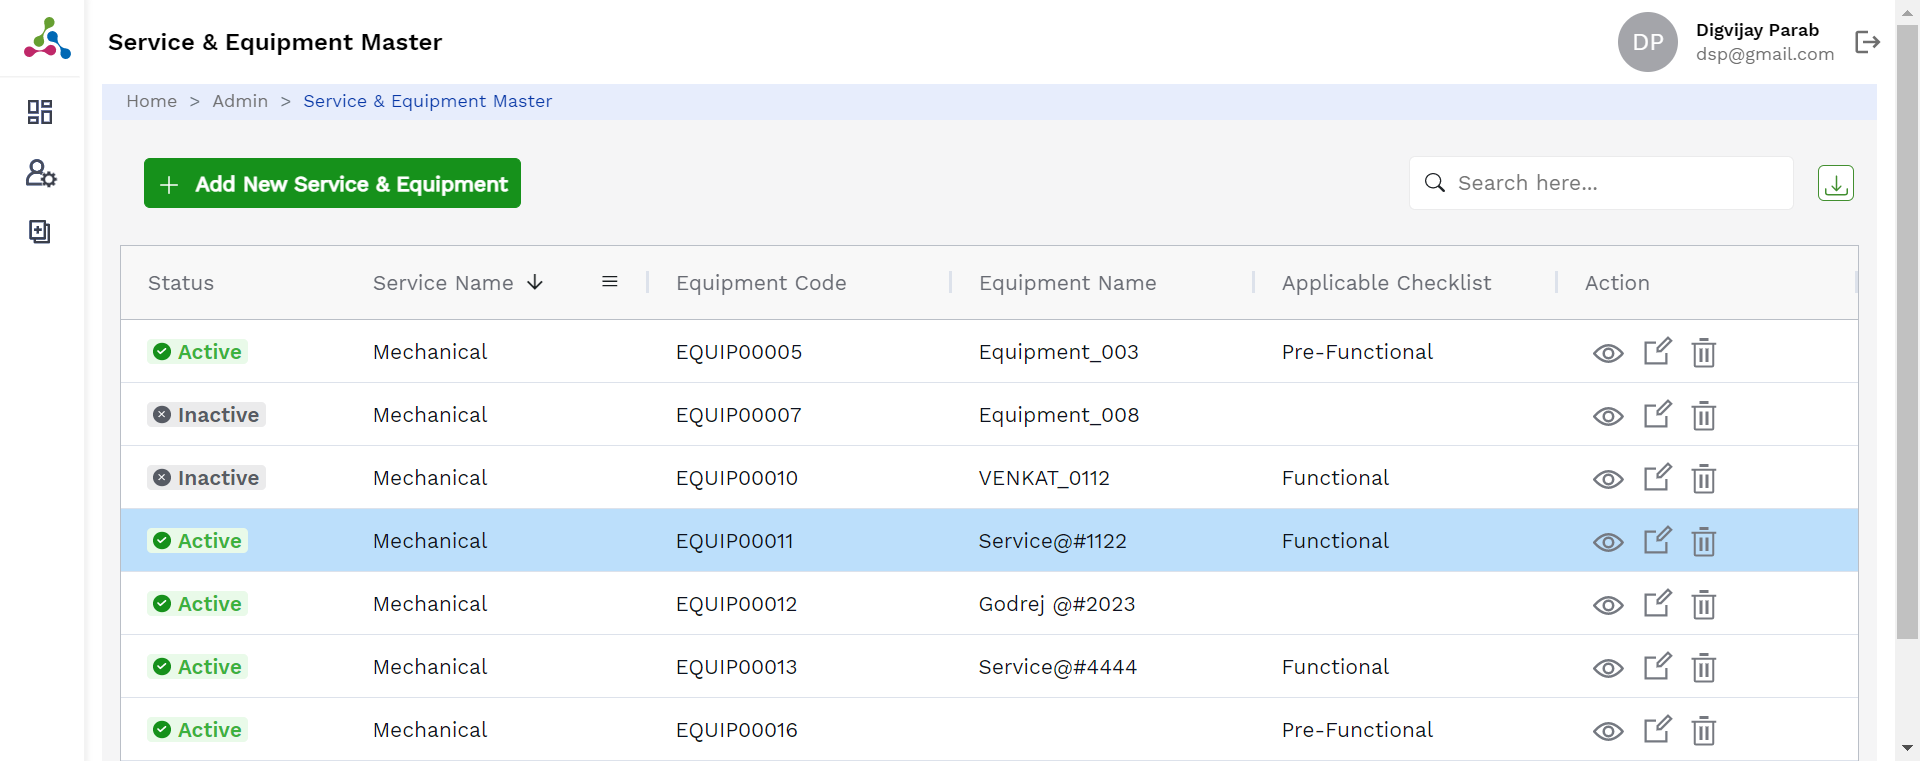 Service & Equipment Master
DP
Digvijay Parab
dsp@gmail.com
Home > Admin > Service & Equipment Master
+ Add New Service & Equipment
Search here...
Status Service Name Equipment Code Equipment Name Applicable Checklist Action
Active Mechanical EQUIP00005 Equipment_003 Pre-Functional
Inactive Mechanical EQUIP00007 Equipment_008
Inactive Mechanical EQUIP00010 VENKAT_0112 Functional
Active Mechanical EQUIP00011 Service@#1122 Functional
Active Mechanical EQUIP00012 Godrej @#2023
Active Mechanical EQUIP00013 Service@#4444 Functional
Active Mechanical EQUIP00016 Pre-Functional